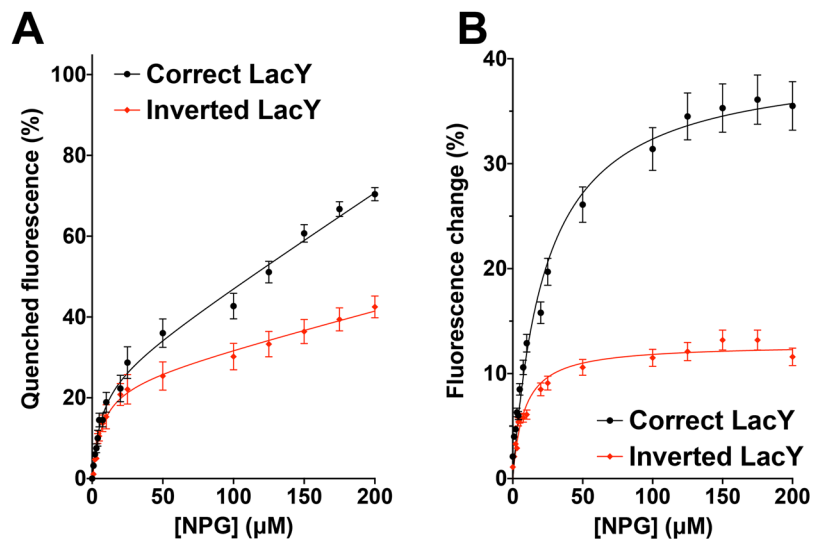 A
Correct LacY
Inverted LacY
Quenched fluorescence (%)
100
80
60
40
20
0
0 50 100 150 200
[NPG] (µM)
B
Fluorescence change (%)
40
30
20
10
0
Correct LacY
Inverted LacY
0 50 100 150 200
[NPG] (µM)